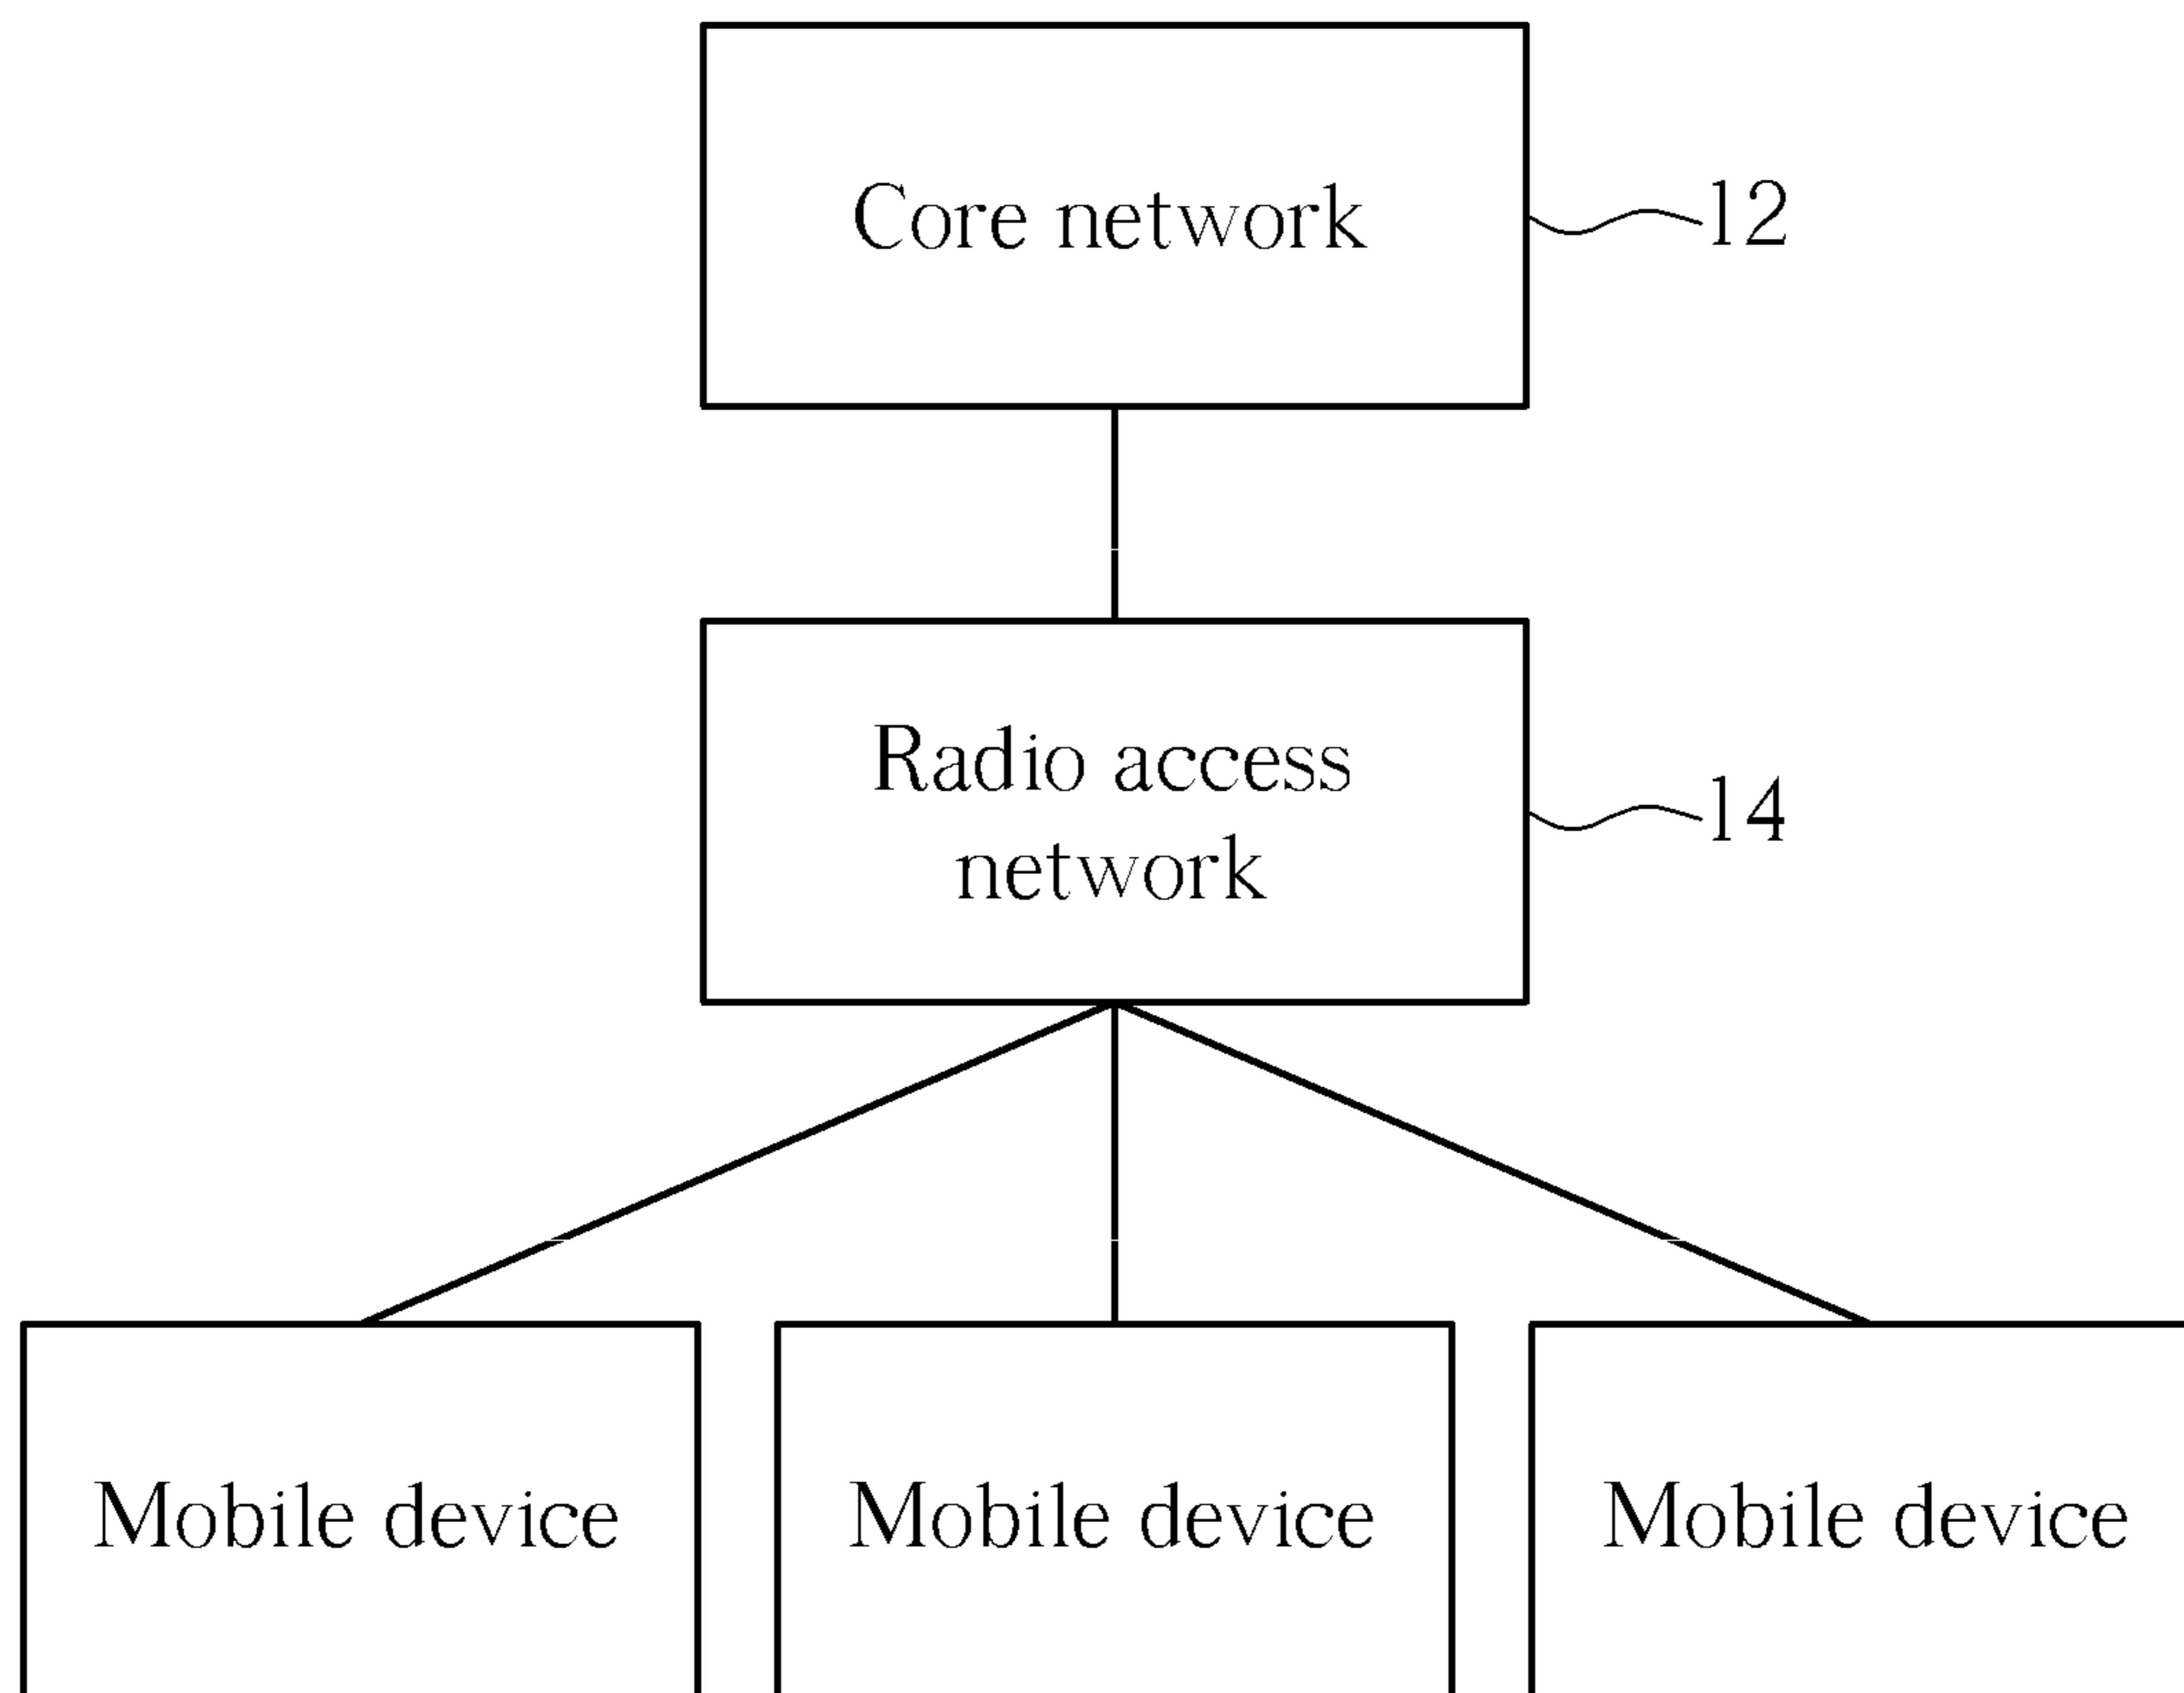 Core network
12
Radio access
network
14
Mobile device
Mobile device
Mobile device